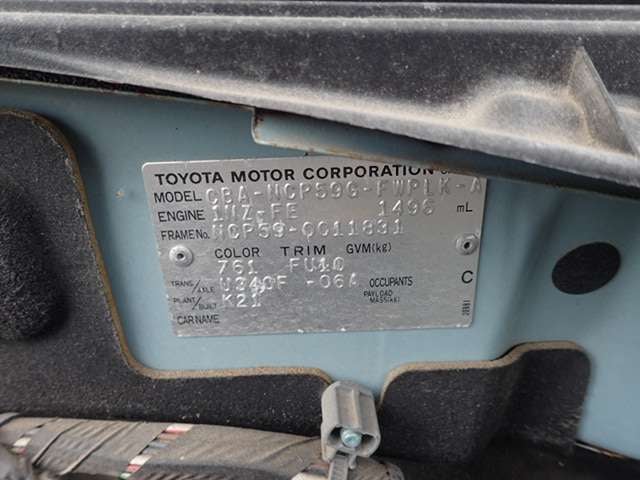 TOYOTA MOTOR CORPORATION
MODEL CBA-NCP59G-FWPLK-A
ENGINE 1NZ-FE 1496 mL
FRAME No. NCP59-0011831
COLOR TRIM GVM(kg)
761 FU40
TRANS/AXLE U340F -06A OCCUPANTS
PLANT/BUILT K21 PAYLOAD MASS(kg)
CAR NAME
C